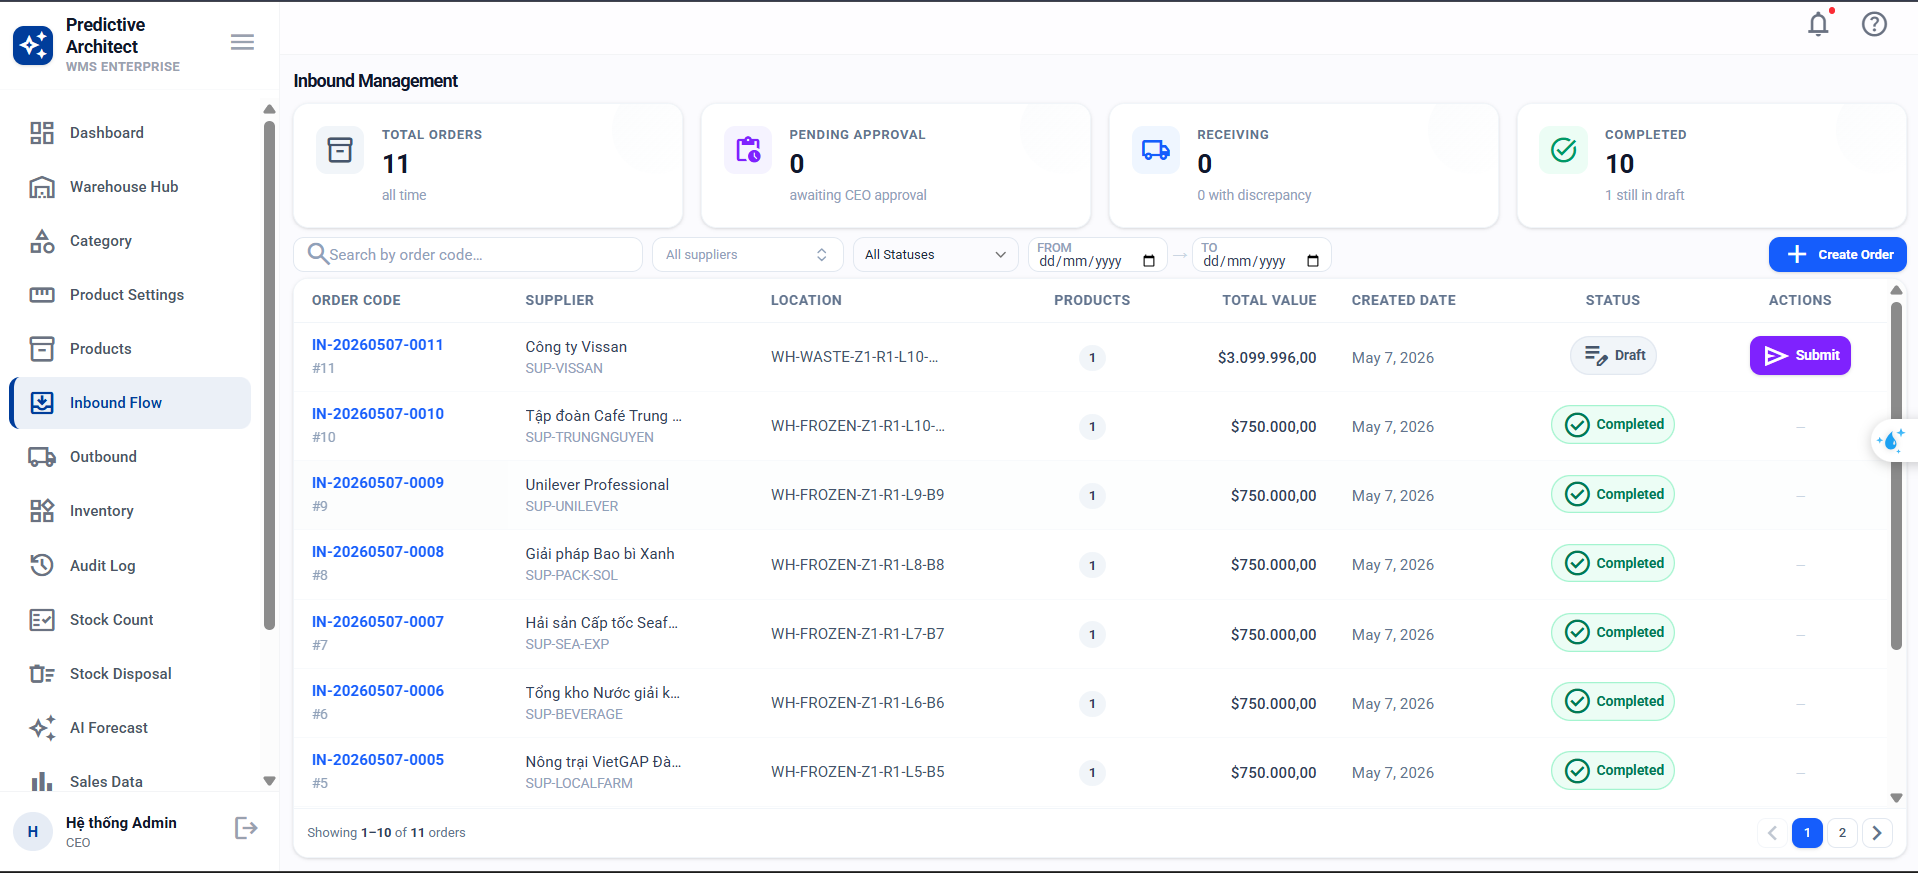 Predictive
Architect
WMS ENTERPRISE
Dashboard
Warehouse Hub
Category
Product Settings
Products
Inbound Flow
Outbound
Inventory
Audit Log
Stock Count
Stock Disposal
AI Forecast
Sales Data
H
Hệ thống Admin
CEO
Inbound Management
TOTAL ORDERS
11
all time
PENDING APPROVAL
0
awaiting CEO approval
RECEIVING
0
0 with discrepancy
COMPLETED
10
1 still in draft
Search by order code...
All suppliers
All Statuses
FROM
dd/mm/yyyy
→
TO
dd/mm/yyyy
Create Order
ORDER CODE SUPPLIER LOCATION PRODUCTS TOTAL VALUE CREATED DATE STATUS ACTIONS
IN-20260507-0011 Công ty Vissan WH-WASTE-Z1-R1-L10-... 1 $3.099.996,00 May 7, 2026 Draft Submit
#11 SUP-VISSAN
IN-20260507-0010 Tập đoàn Café Trung ... WH-FROZEN-Z1-R1-L10-... 1 $750.000,00 May 7, 2026 Completed —
#10 SUP-TRUNGNGUYEN
IN-20260507-0009 Unilever Professional WH-FROZEN-Z1-R1-L9-B9 1 $750.000,00 May 7, 2026 Completed —
#9 SUP-UNILEVER
IN-20260507-0008 Giải pháp Bao bì Xanh WH-FROZEN-Z1-R1-L8-B8 1 $750.000,00 May 7, 2026 Completed —
#8 SUP-PACK-SOL
IN-20260507-0007 Hải sản Cấp tốc Seaf... WH-FROZEN-Z1-R1-L7-B7 1 $750.000,00 May 7, 2026 Completed —
#7 SUP-SEA-EXP
IN-20260507-0006 Tổng kho Nước giải k... WH-FROZEN-Z1-R1-L6-B6 1 $750.000,00 May 7, 2026 Completed —
#6 SUP-BEVERAGE
IN-20260507-0005 Nông trại VietGAP Đà... WH-FROZEN-Z1-R1-L5-B5 1 $750.000,00 May 7, 2026 Completed —
#5 SUP-LOCALFARM
Showing 1–10 of 11 orders
1 2